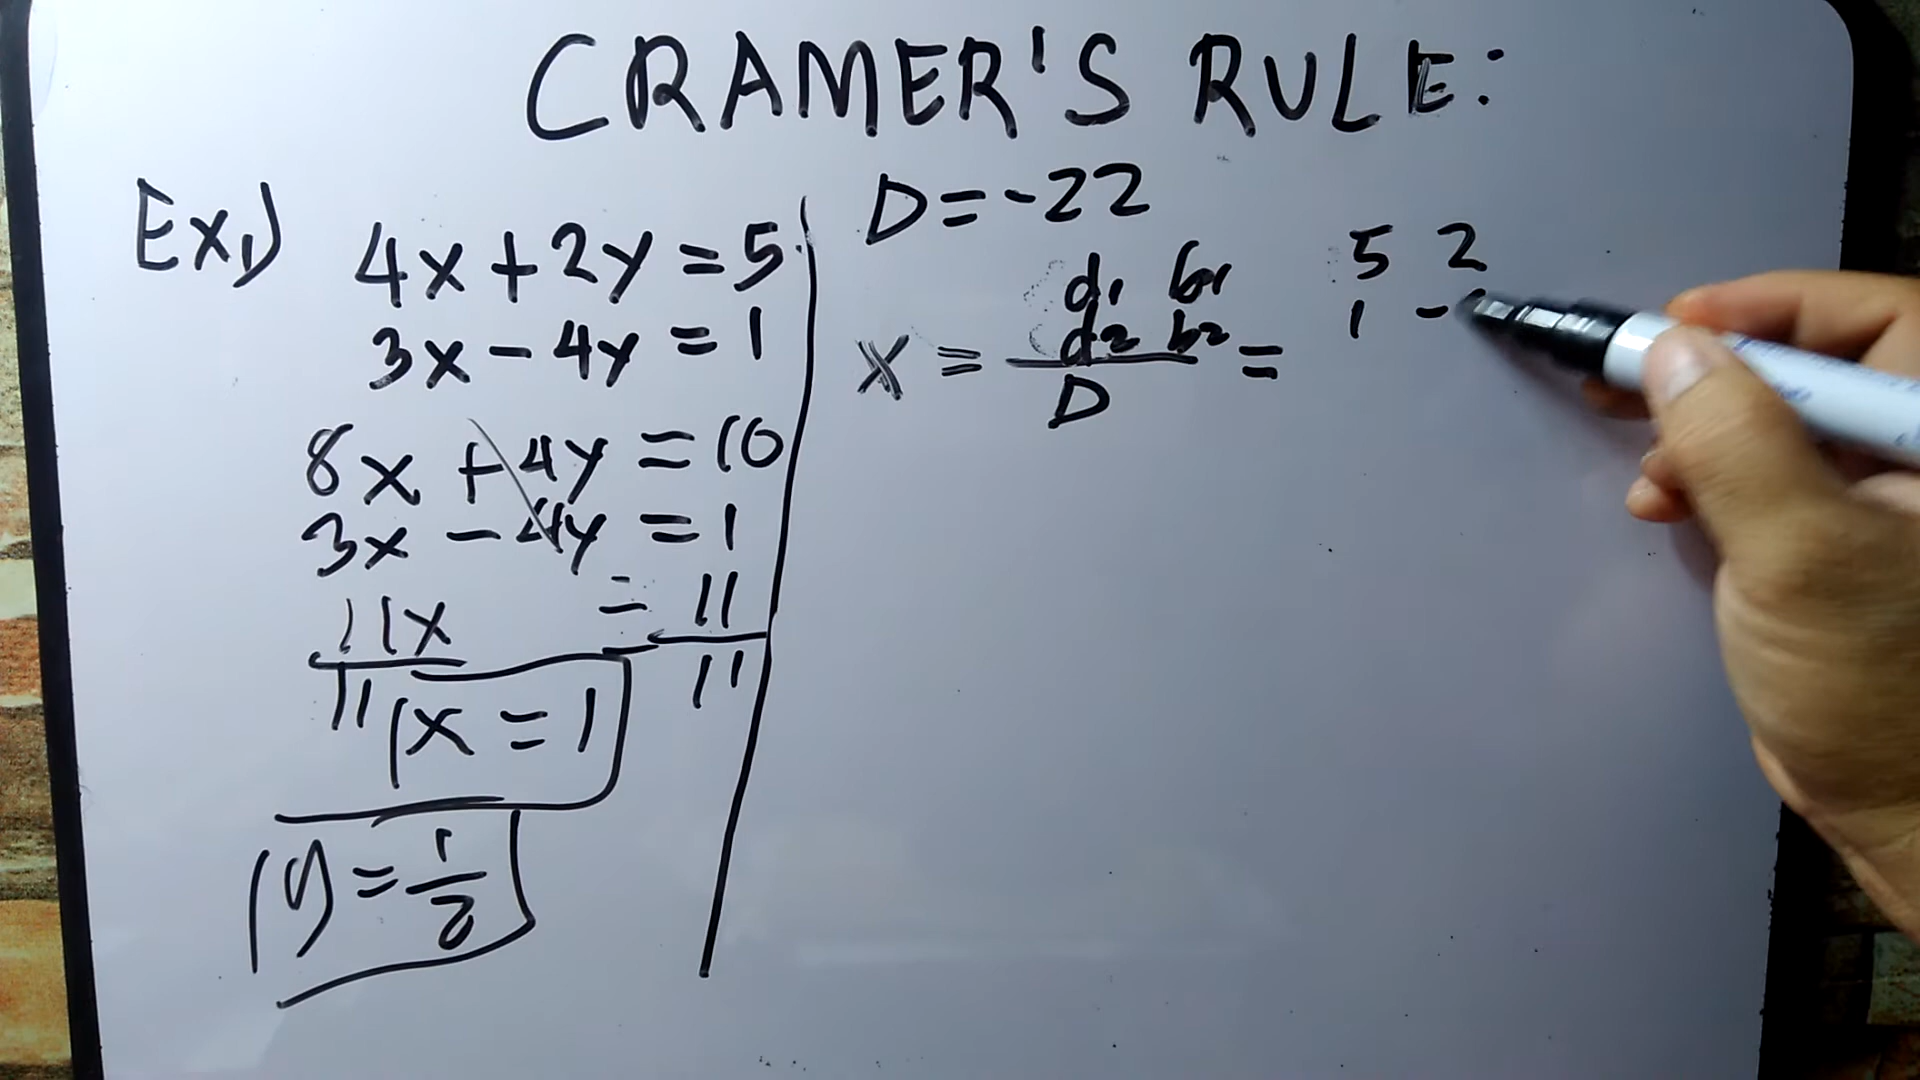 CRAMER'S RULE:
Ex1)
4x + 2y = 5
3x - 4y = 1
8x + 4y = 10
3x - 4y = 1
11x = 11
11 11
x = 1
y = 1
2
D = -22
d1 b1
d2 b2
x = =
D
5 2
1 -